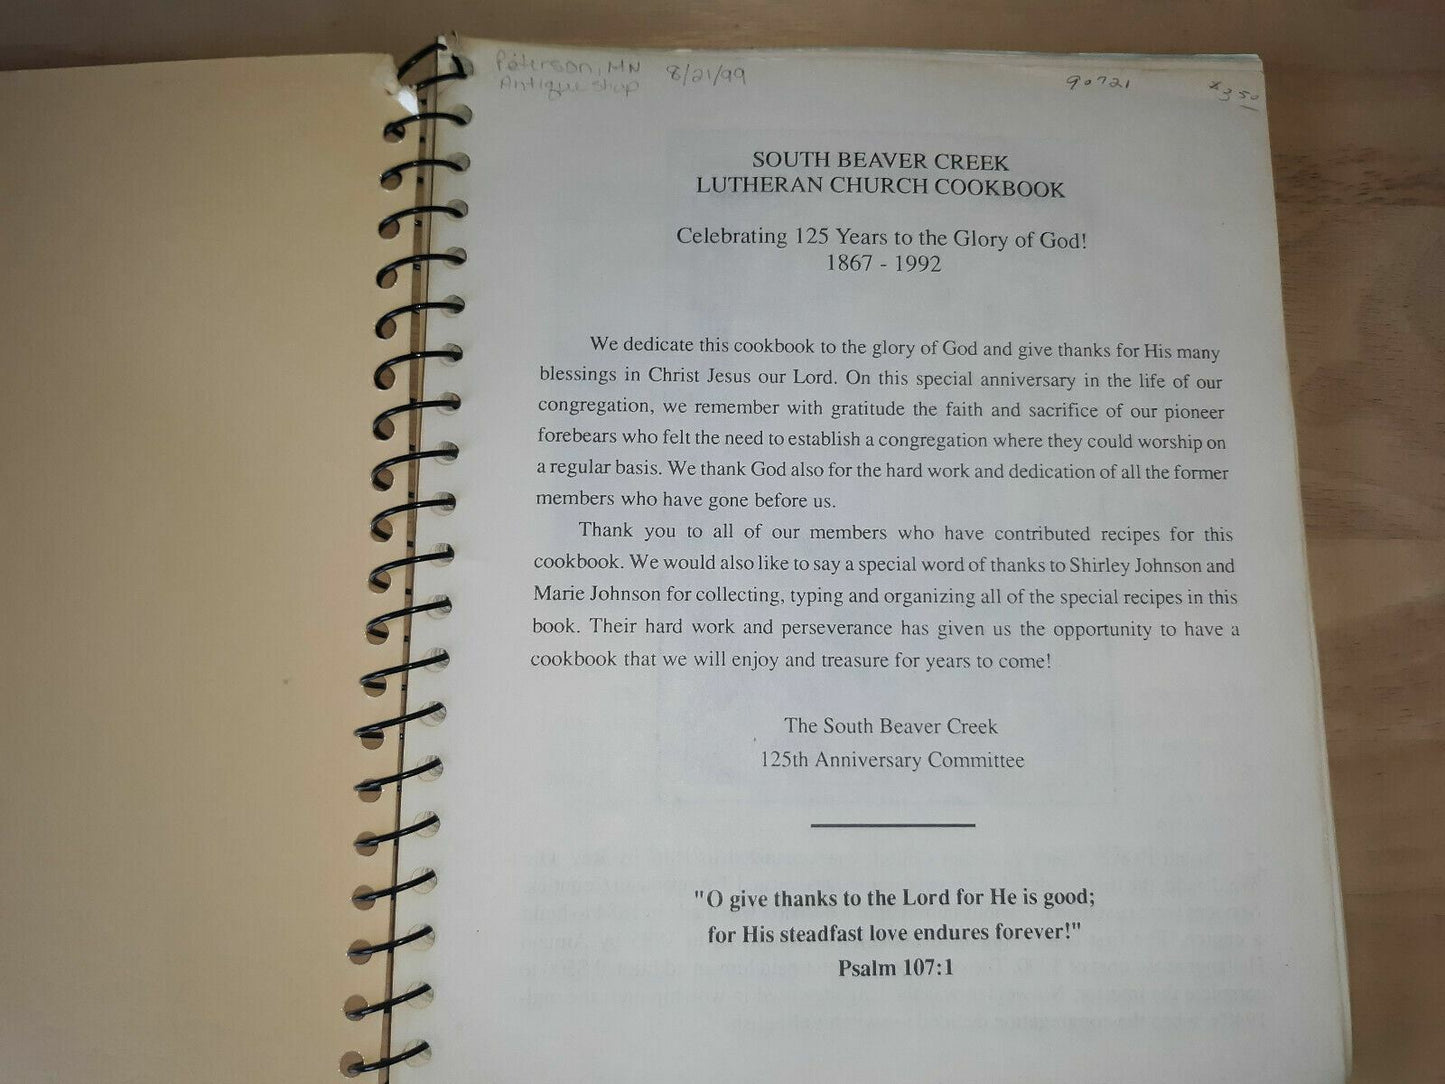 Peterson, MN 8/21/99 90721 $3.50
Antique Shop
SOUTH BEAVER CREEK
LUTHERAN CHURCH COOKBOOK
Celebrating 125 Years to the Glory of God!
1867 - 1992
We dedicate this cookbook to the glory of God and give thanks for His many
blessings in Christ Jesus our Lord. On this special anniversary in the life of our
congregation, we remember with gratitude the faith and sacrifice of our pioneer
forebears who felt the need to establish a congregation where they could worship on
a regular basis. We thank God also for the hard work and dedication of all the former
members who have gone before us.
Thank you to all of our members who have contributed recipes for this
cookbook. We would also like to say a special word of thanks to Shirley Johnson and
Marie Johnson for collecting, typing and organizing all of the special recipes in this
book. Their hard work and perseverance has given us the opportunity to have a
cookbook that we will enjoy and treasure for years to come!
The South Beaver Creek
125th Anniversary Committee
"O give thanks to the Lord for He is good;
for His steadfast love endures forever!"
Psalm 107:1